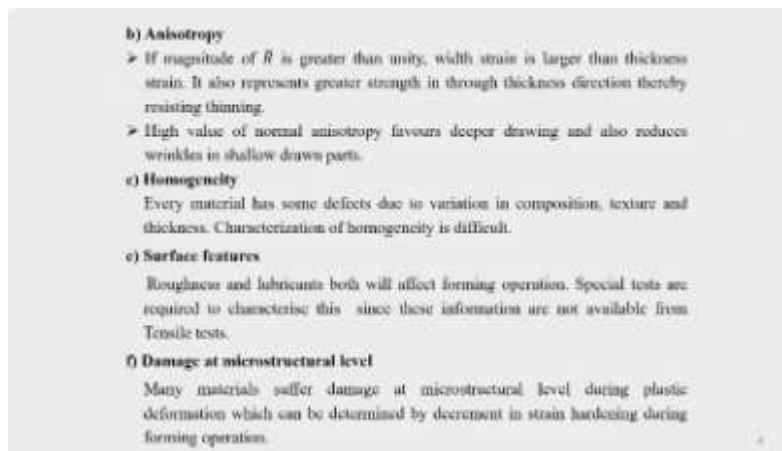 b) Anisotropy
➢ If magnitude of R is greater than unity, width strain is larger than thickness
strain. It also represents greater strength in through thickness direction thereby
resisting thinning.
➢ High value of normal anisotropy favours deeper drawing and also reduces
wrinkles in shallow drawn parts.
c) Homogeneity
Every material has some defects due to variation in composition, texture and
thickness. Characterization of homogeneity is difficult.
e) Surface features
Roughness and lubricants both will affect forming operation. Special tests are
required to characterise this since these information are not available from
Tensile tests.
f) Damage at microstructural level
Many materials suffer damage at microstructural level during plastic
deformation which can be determined by decrement in strain hardening during
forming operation.